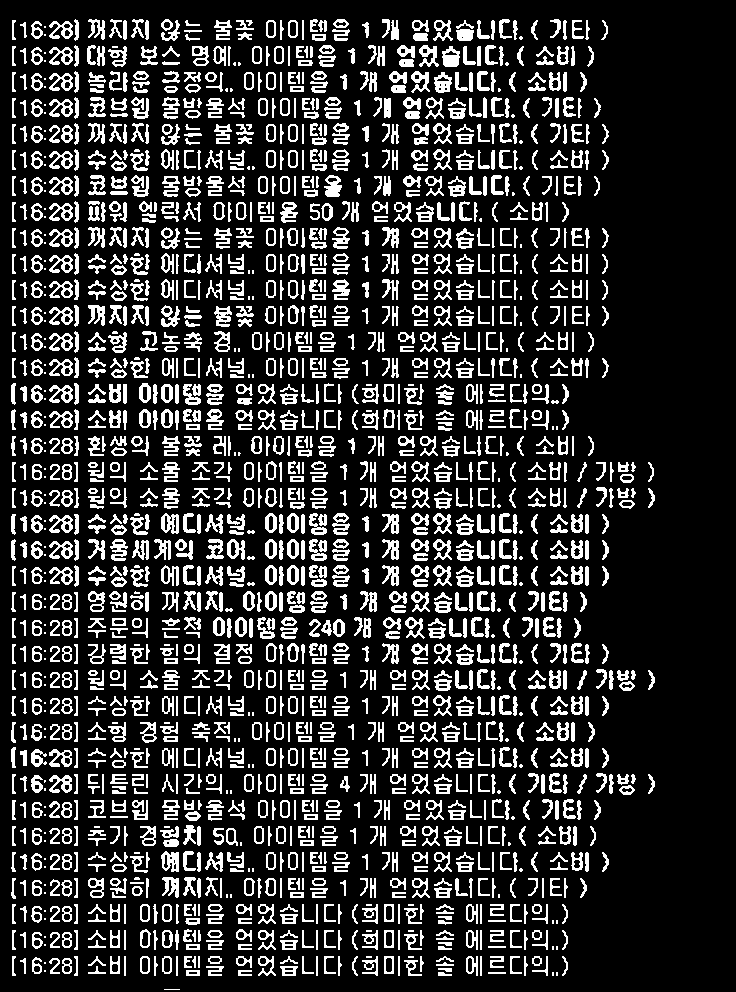 [16:28] 꺼지지 않는 불꽃 아이템을 1 개 얻었습니다. ( 기타 )
[16:28] 대형 보스 명예.. 아이템을 1 개 얻었습니다. ( 소비 )
[16:28] 놀라운 긍정의.. 아이템을 1 개 얻었습니다. ( 소비 )
[16:28] 코브웹 물방울석 아이템을 1 개 얻었습니다. ( 기타 )
[16:28] 꺼지지 않는 불꽃 아이템을 1 개 얻었습니다. ( 기타 )
[16:28] 수상한 에디셔널.. 아이템을 1 개 얻었습니다. ( 소비 )
[16:28] 코브웹 물방울석 아이템을 1 개 얻었습니다. ( 기타 )
[16:28] 파워 엘릭서 아이템을 50 개 얻었습니다. ( 소비 )
[16:28] 꺼지지 않는 불꽃 아이템을 1 개 얻었습니다. ( 기타 )
[16:28] 수상한 에디셔널.. 아이템을 1 개 얻었습니다. ( 소비 )
[16:28] 수상한 에디셔널.. 아이템을 1 개 얻었습니다. ( 소비 )
[16:28] 꺼지지 않는 불꽃 아이템을 1 개 얻었습니다. ( 기타 )
[16:28] 소형 고농축 경.. 아이템을 1 개 얻었습니다. ( 소비 )
[16:28] 수상한 에디셔널.. 아이템을 1 개 얻었습니다. ( 소비 )
[16:28] 소비 아이템을 얻었습니다 (희미한 솔 에르다의..)
[16:28] 소비 아이템을 얻었습니다 (희미한 솔 에르다의..)
[16:28] 환생의 불꽃 레.. 아이템을 1 개 얻었습니다. ( 소비 )
[16:28] 윌의 소울 조각 아이템을 1 개 얻었습니다. ( 소비 / 가방 )
[16:28] 윌의 소울 조각 아이템을 1 개 얻었습니다. ( 소비 / 가방 )
[16:28] 수상한 에디셔널.. 아이템을 1 개 얻었습니다. ( 소비 )
[16:28] 거울세계의 코어.. 아이템을 1 개 얻었습니다. ( 소비 )
[16:28] 수상한 에디셔널.. 아이템을 1 개 얻었습니다. ( 소비 )
[16:28] 영원히 꺼지지.. 아이템을 1 개 얻었습니다. ( 기타 )
[16:28] 주문의 흔적 아이템을 240 개 얻었습니다. ( 기타 )
[16:28] 강렬한 힘의 결정 아이템을 1 개 얻었습니다. ( 기타 )
[16:28] 윌의 소울 조각 아이템을 1 개 얻었습니다. ( 소비 / 가방 )
[16:28] 수상한 에디셔널.. 아이템을 1 개 얻었습니다. ( 소비 )
[16:28] 소형 경험 축적.. 아이템을 1 개 얻었습니다. ( 소비 )
[16:28] 수상한 에디셔널.. 아이템을 1 개 얻었습니다. ( 소비 )
[16:28] 뒤틀린 시간의.. 아이템을 4 개 얻었습니다. ( 기타 / 가방 )
[16:28] 코브웹 물방울석 아이템을 1 개 얻었습니다. ( 기타 )
[16:28] 추가 경험치 50.. 아이템을 1 개 얻었습니다. ( 소비 )
[16:28] 수상한 에디셔널.. 아이템을 1 개 얻었습니다. ( 소비 )
[16:28] 영원히 꺼지지.. 아이템을 1 개 얻었습니다. ( 기타 )
[16:28] 소비 아이템을 얻었습니다 (희미한 솔 에르다의..)
[16:28] 소비 아이템을 얻었습니다 (희미한 솔 에르다의..)
[16:28] 소비 아이템을 얻었습니다 (희미한 솔 에르다의..)